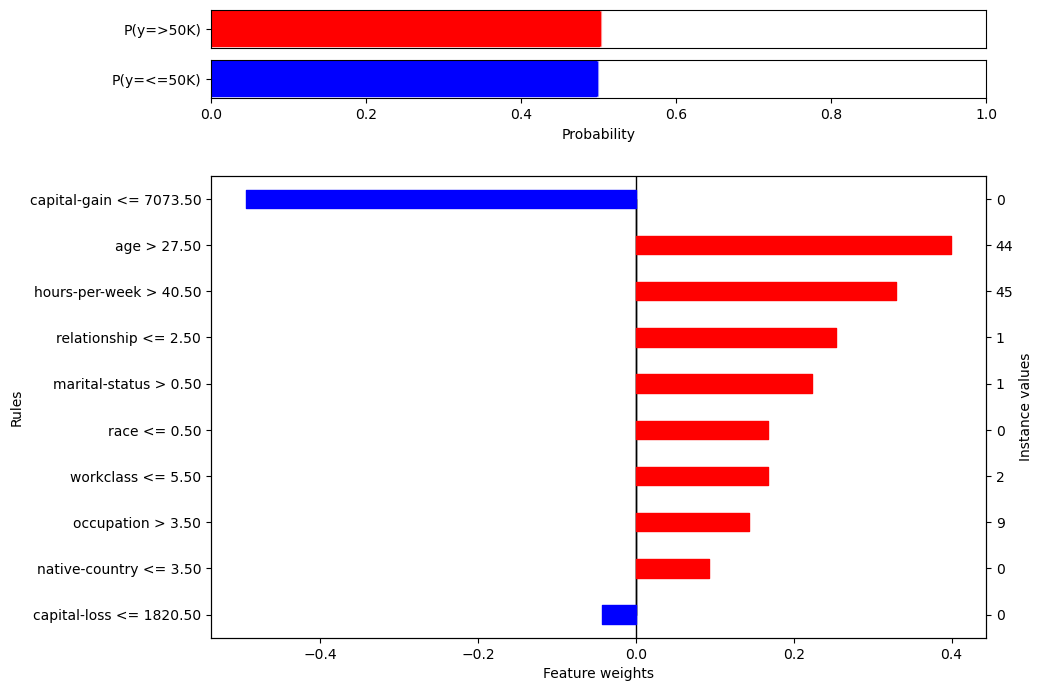 P(y=>50K)
P(y=<=50K)
0.0 0.2 0.4 0.6 0.8 1.0
Probability
capital-gain <= 7073.50 0
age > 27.50 44
hours-per-week > 40.50 45
relationship <= 2.50 1
marital-status > 0.50 1
race <= 0.50 0
workclass <= 5.50 2
occupation > 3.50 9
native-country <= 3.50 0
capital-loss <= 1820.50 0
Rules
Instance values
−0.4 −0.2 0.0 0.2 0.4
Feature weights